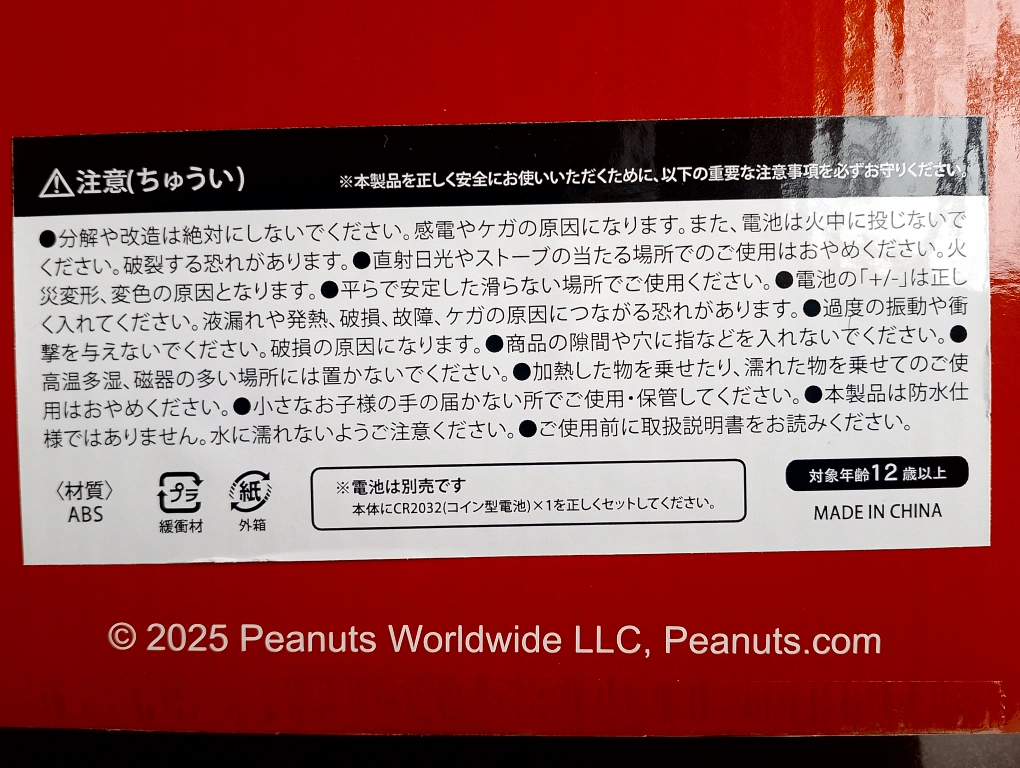 注意(ちゅうい)
※本製品を正しく安全にお使いいただくために、以下の重要な注意事項を必ずお守りください。
●分解や改造は絶対にしないでください。感電やケガの原因になります。また、電池は火中に投じないで
ください。破裂する恐れがあります。●直射日光やストーブの当たる場所でのご使用はおやめください。火
災変形、変色の原因となります。●平らで安定した滑らない場所でご使用ください。●電池の「+/-」は正し
く入れてください。液漏れや発熱、破損、故障、ケガの原因につながる恐れがあります。●過度の振動や衝
撃を与えないでください。破損の原因になります。●商品の隙間や穴に指などを入れないでください。●
高温多湿、磁器の多い場所には置かないでください。●加熱した物を乗せたり、濡れた物を乗せてのご使
用はおやめください。●小さなお子様の手の届かない所でご使用・保管してください。●本製品は防水仕
様ではありません。水に濡れないようご注意ください。●ご使用前に取扱説明書をお読みください。
〈材質〉
ABS
プラ
緩衝材
紙
外箱
※電池は別売です
本体にCR2032(コイン型電池)×1を正しくセットしてください。
対象年齢12歳以上
MADE IN CHINA
© 2025 Peanuts Worldwide LLC, Peanuts.com